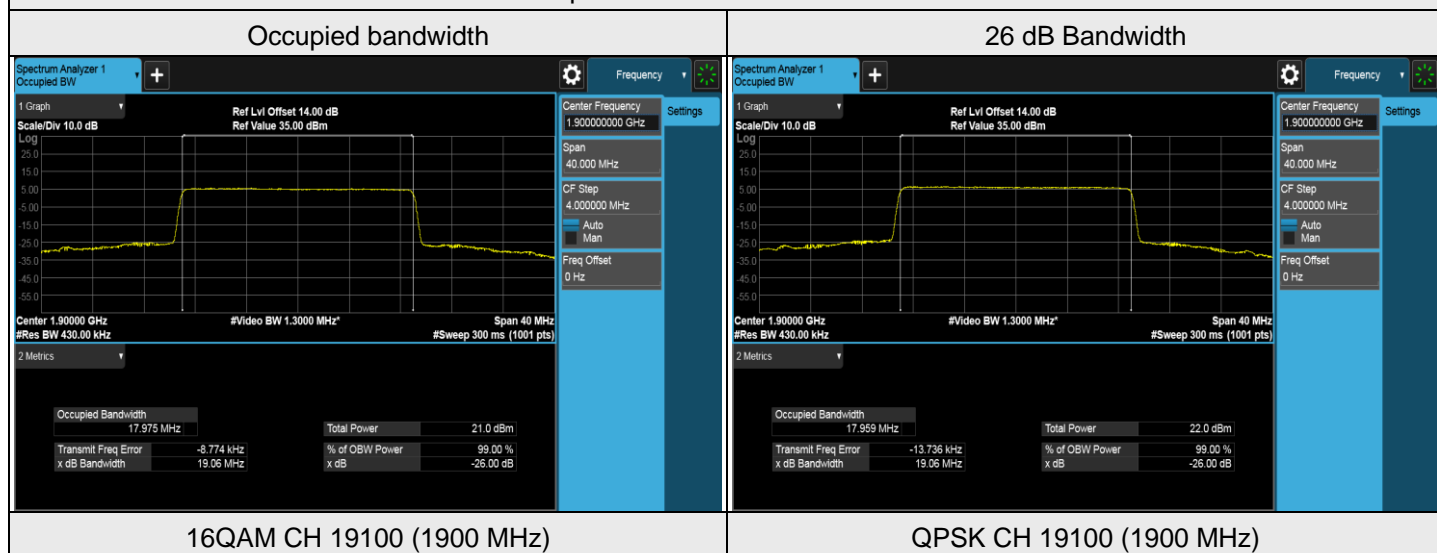 Occupied bandwidth
26 dB Bandwidth
Spectrum Analyzer 1
Occupied BW
+
Frequency
1 Graph
Ref Lvl Offset 14.00 dB
Scale/Div 10.0 dB
Ref Value 35.00 dBm
Log
25.0
15.0
5.00
-5.00
-15.0
-25.0
-35.0
-45.0
-55.0
Center 1.90000 GHz
#Video BW 1.3000 MHz*
Span 40 MHz
#Res BW 430.00 kHz
#Sweep 300 ms (1001 pts)
Center Frequency
1.900000000 GHz
Settings
Span
40.000 MHz
CF Step
4.000000 MHz
Auto
Man
Freq Offset
0 Hz
2 Metrics
Occupied Bandwidth
17.975 MHz
Total Power 21.0 dBm
Transmit Freq Error -8.774 kHz % of OBW Power 99.00 %
x dB Bandwidth 19.06 MHz x dB -26.00 dB
Spectrum Analyzer 1
Occupied BW
+
Frequency
1 Graph
Ref Lvl Offset 14.00 dB
Scale/Div 10.0 dB
Ref Value 35.00 dBm
Log
25.0
15.0
5.00
-5.00
-15.0
-25.0
-35.0
-45.0
-55.0
Center 1.90000 GHz
#Video BW 1.3000 MHz*
Span 40 MHz
#Res BW 430.00 kHz
#Sweep 300 ms (1001 pts)
Center Frequency
1.900000000 GHz
Settings
Span
40.000 MHz
CF Step
4.000000 MHz
Auto
Man
Freq Offset
0 Hz
2 Metrics
Occupied Bandwidth
17.959 MHz
Total Power 22.0 dBm
Transmit Freq Error -13.736 kHz % of OBW Power 99.00 %
x dB Bandwidth 19.06 MHz x dB -26.00 dB
16QAM CH 19100 (1900 MHz)
QPSK CH 19100 (1900 MHz)